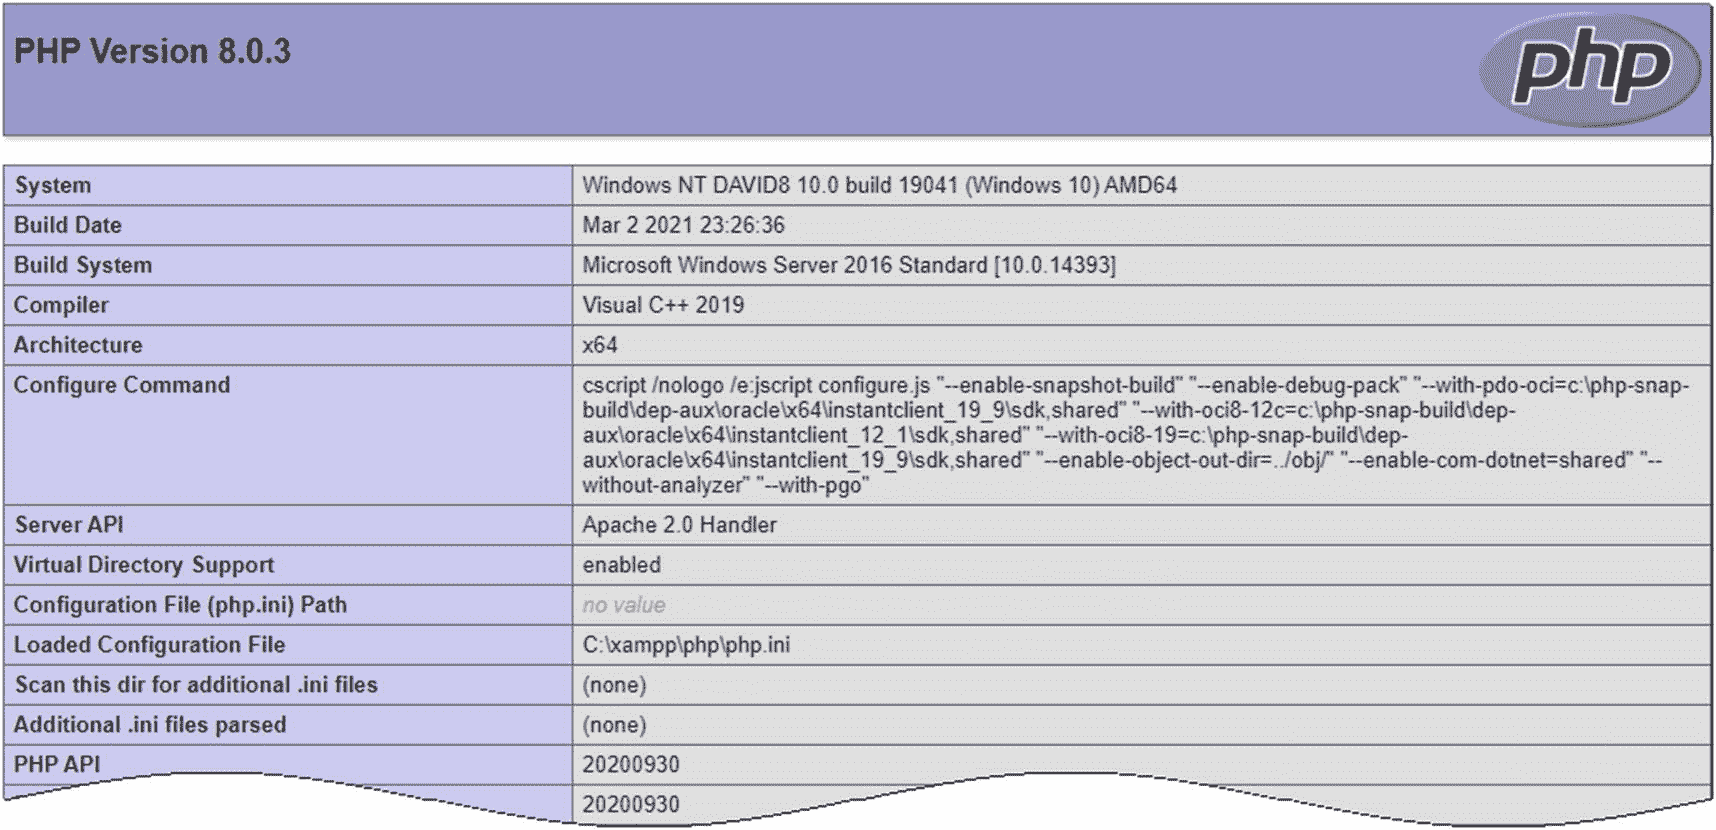 PHP Version 8.0.3
php
System Windows NT DAVID8 10.0 build 19041 (Windows 10) AMD64
Build Date Mar 2 2021 23:26:36
Build System Microsoft Windows Server 2016 Standard [10.0.14393]
Compiler Visual C++ 2019
Architecture x64
Configure Command cscript /nologo /e:jscript configure.js "--enable-snapshot-build" "--enable-debug-pack" "--with-pdo-oci=c:\php-snap-
build\dep-aux\oracle\x64\instantclient_19_9\sdk,shared" "--with-oci8-12c=c:\php-snap-build\dep-
aux\oracle\x64\instantclient_12_1\sdk,shared" "--with-oci8-19=c:\php-snap-build\dep-
aux\oracle\x64\instantclient_19_9\sdk,shared" "--enable-object-out-dir=../obj/" "--enable-com-dotnet=shared" "--
without-analyzer" "--with-pgo"
Server API Apache 2.0 Handler
Virtual Directory Support enabled
Configuration File (php.ini) Path no value
Loaded Configuration File C:\xampp\php\php.ini
Scan this dir for additional .ini files (none)
Additional .ini files parsed (none)
PHP API 20200930
20200930